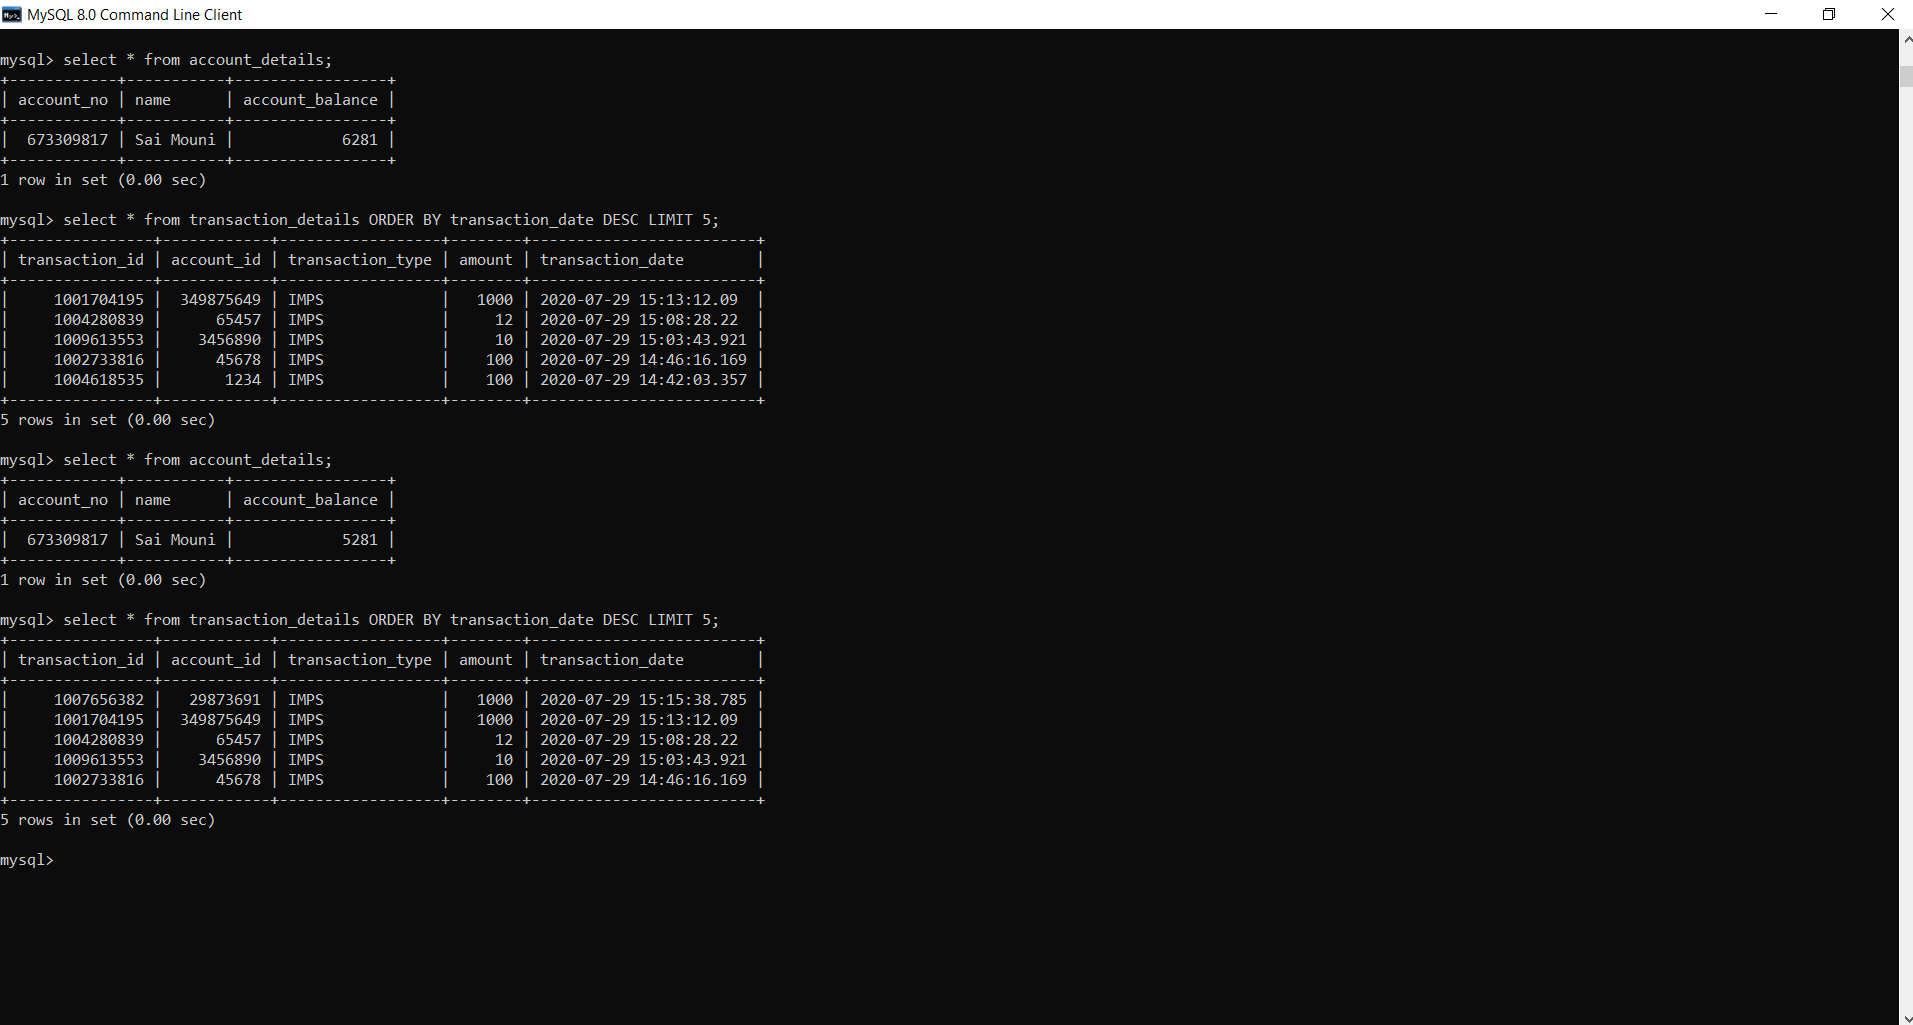 MySQL 8.0 Command Line Client
mysql> select * from account_details;
+------------+-----------+-----------------+
| account_no | name      | account_balance |
+------------+-----------+-----------------+
|  673309817 | Sai Mouni |            6281 |
+------------+-----------+-----------------+
1 row in set (0.00 sec)
mysql> select * from transaction_details ORDER BY transaction_date DESC LIMIT 5;
+----------------+------------+------------------+--------+-------------------------+
| transaction_id | account_id | transaction_type | amount | transaction_date        |
+----------------+------------+------------------+--------+-------------------------+
|     1001704195 |  349875649 | IMPS             |   1000 | 2020-07-29 15:13:12.09  |
|     1004280839 |      65457 | IMPS             |     12 | 2020-07-29 15:08:28.22  |
|     1009613553 |    3456890 | IMPS             |     10 | 2020-07-29 15:03:43.921 |
|     1002733816 |      45678 | IMPS             |    100 | 2020-07-29 14:46:16.169 |
|     1004618535 |       1234 | IMPS             |    100 | 2020-07-29 14:42:03.357 |
+----------------+------------+------------------+--------+-------------------------+
5 rows in set (0.00 sec)
mysql> select * from account_details;
+------------+-----------+-----------------+
| account_no | name      | account_balance |
+------------+-----------+-----------------+
|  673309817 | Sai Mouni |            5281 |
+------------+-----------+-----------------+
1 row in set (0.00 sec)
mysql> select * from transaction_details ORDER BY transaction_date DESC LIMIT 5;
+----------------+------------+------------------+--------+-------------------------+
| transaction_id | account_id | transaction_type | amount | transaction_date        |
+----------------+------------+------------------+--------+-------------------------+
|     1007656382 |   29873691 | IMPS             |   1000 | 2020-07-29 15:15:38.785 |
|     1001704195 |  349875649 | IMPS             |   1000 | 2020-07-29 15:13:12.09  |
|     1004280839 |      65457 | IMPS             |     12 | 2020-07-29 15:08:28.22  |
|     1009613553 |    3456890 | IMPS             |     10 | 2020-07-29 15:03:43.921 |
|     1002733816 |      45678 | IMPS             |    100 | 2020-07-29 14:46:16.169 |
+----------------+------------+------------------+--------+-------------------------+
5 rows in set (0.00 sec)
mysql>